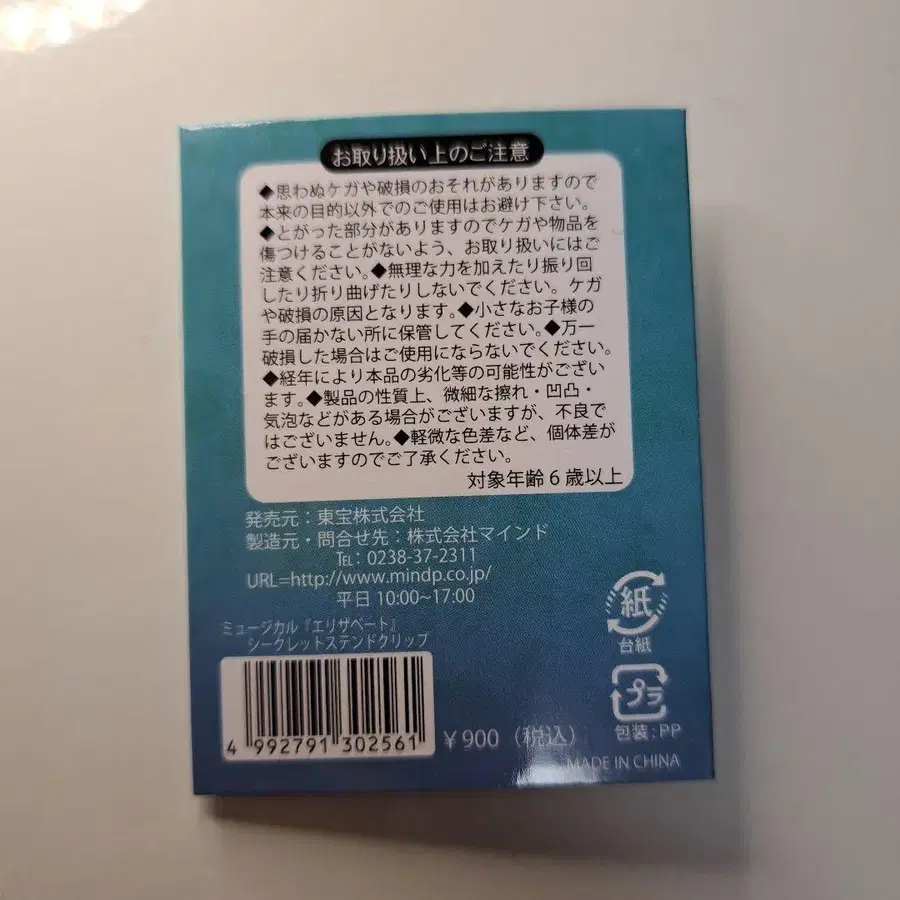 お取り扱い上のご注意
◆思わぬケガや破損のおそれがありますので
本来の目的以外でのご使用はお避け下さい。
◆とがった部分がありますのでケガや物品を
傷つけることがないよう、お取り扱いにはご
注意ください。◆無理な力を加えたり振り回
したり折り曲げたりしないでください。ケガ
や破損の原因となります。◆小さなお子様の
手の届かない所に保管してください。◆万一
破損した場合はご使用にならないでください。
◆経年により本品の劣化等の可能性がござい
ます。◆製品の性質上、微細な擦れ・凹凸・
気泡などがある場合がございますが、不良で
はございません。◆軽微な色差など、個体差が
ございますのでご了承ください。
対象年齢6歳以上
発売元：東宝株式会社
製造元・問合せ先：株式会社マインド
TEL：0238-37-2311
URL=http://www.mindp.co.jp/
平日 10:00~17:00
ミュージカル『エリザベート』
シークレットステンドクリップ
4 992791 302561
¥900（税込）
紙
台紙
プラ
包装：PP
MADE IN CHINA